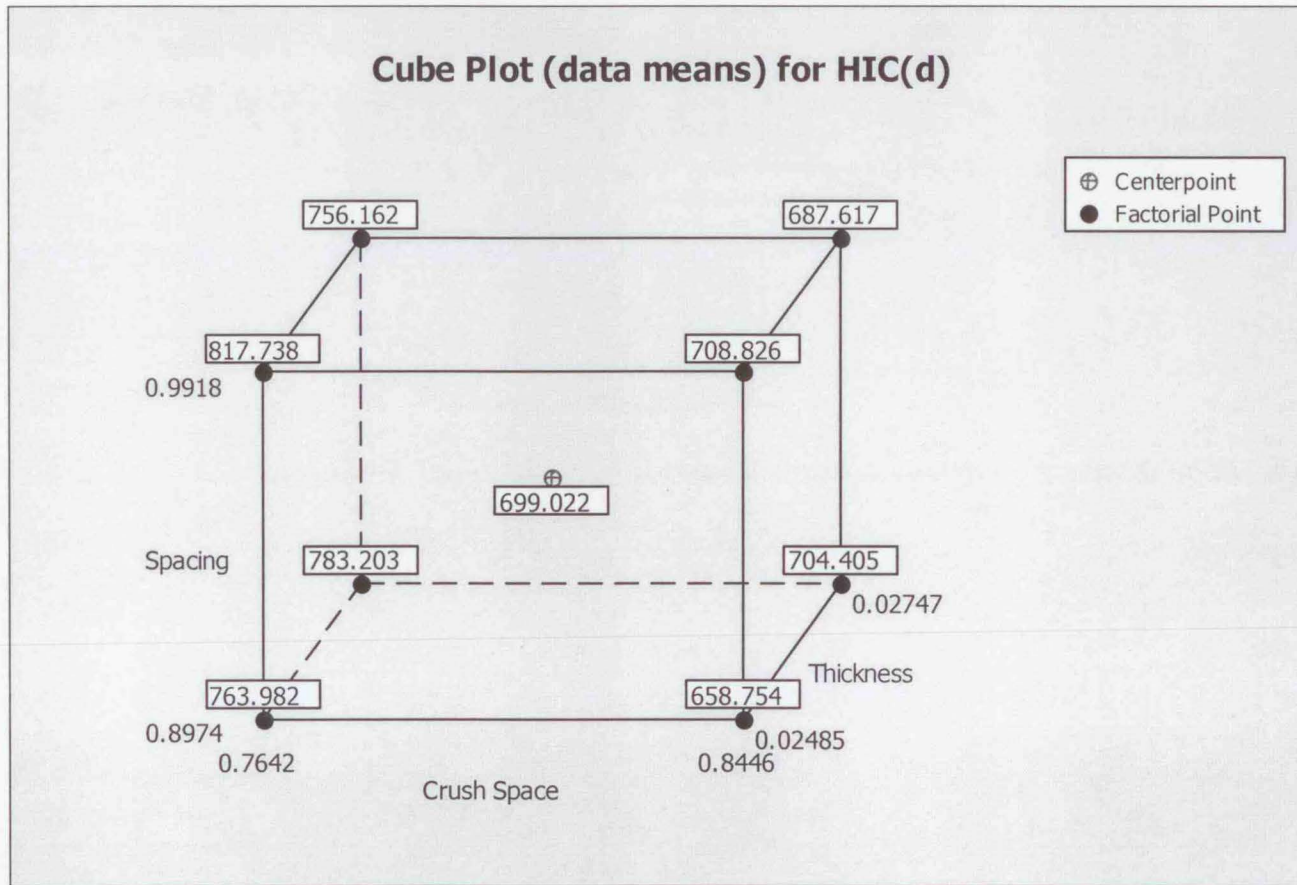 Cube Plot (data means) for HIC(d)
Centerpoint
Factorial Point
756.162
687.617
817.738
708.826
0.9918
699.022
Spacing
783.203
704.405
0.02747
Thickness
763.982
658.754
0.8974
0.02485
0.7642
0.8446
Crush Space